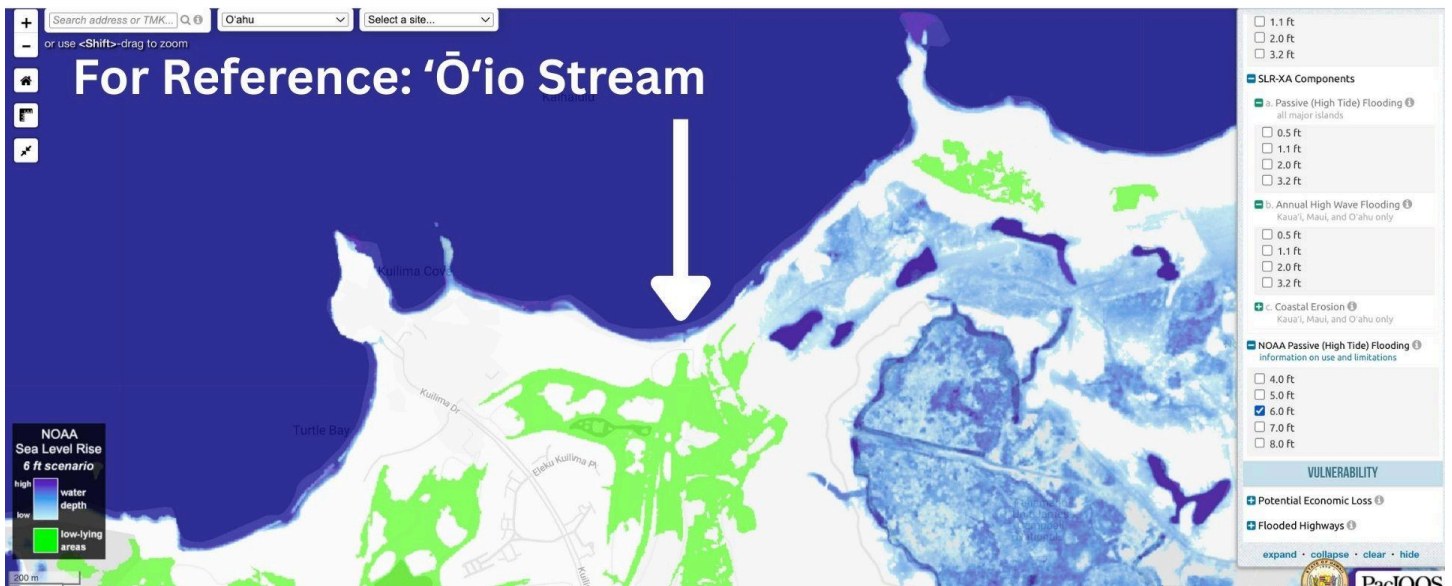 +
Search address or TMK...
Oʻahu
Select a site...
−
or use <Shift>-drag to zoom
For Reference: ʻŌʻio Stream
Kuilima Cove
Turtle Bay
Kuilima Dr
Eleku Kuilima Pl
NOAA
Sea Level Rise
6 ft scenario
high
water
depth
low
low-lying
areas
200 m
1.1 ft
2.0 ft
3.2 ft
SLR-XA Components
a. Passive (High Tide) Flooding
all major islands
0.5 ft
1.1 ft
2.0 ft
3.2 ft
b. Annual High Wave Flooding
Kauaʻi, Maui, and Oʻahu only
0.5 ft
1.1 ft
2.0 ft
3.2 ft
c. Coastal Erosion
Kauaʻi, Maui, and Oʻahu only
NOAA Passive (High Tide) Flooding
information on use and limitations
4.0 ft
5.0 ft
6.0 ft
7.0 ft
8.0 ft
VULNERABILITY
Potential Economic Loss
Flooded Highways
expand · collapse · clear · hide
PacIOOS